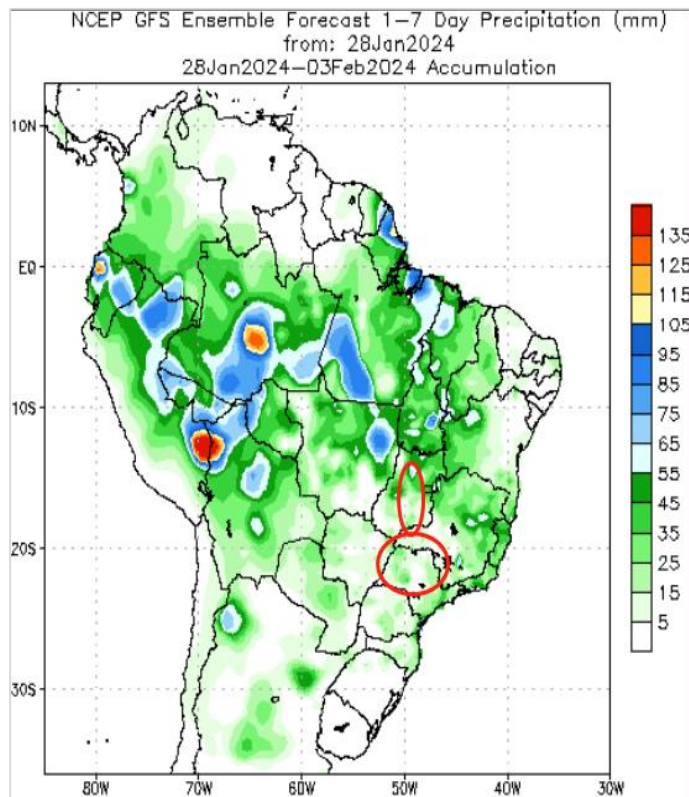 NCEP GFS Ensemble Forecast 1-7 Day Precipitation (mm)
from: 28Jan2024
28Jan2024-03Feb2024 Accumulation
10N
EQ
10S
20S
30S
80W
70W
60W
50W
40W
30W
135
125
115
105
95
85
75
65
55
45
35
25
15
5